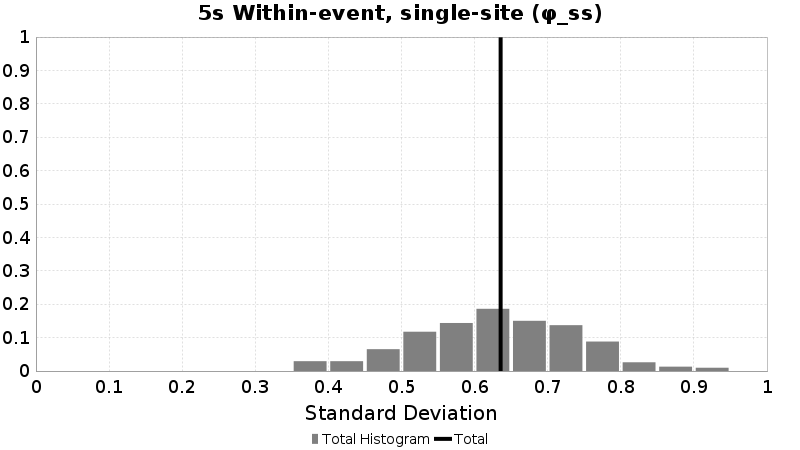 5s Within-event, single-site (φ_ss)
1
0.9
0.8
0.7
0.6
0.5
0.4
0.3
0.2
0.1
0
0 0.1 0.2 0.3 0.4 0.5 0.6 0.7 0.8 0.9 1
Standard Deviation
Total Histogram Total